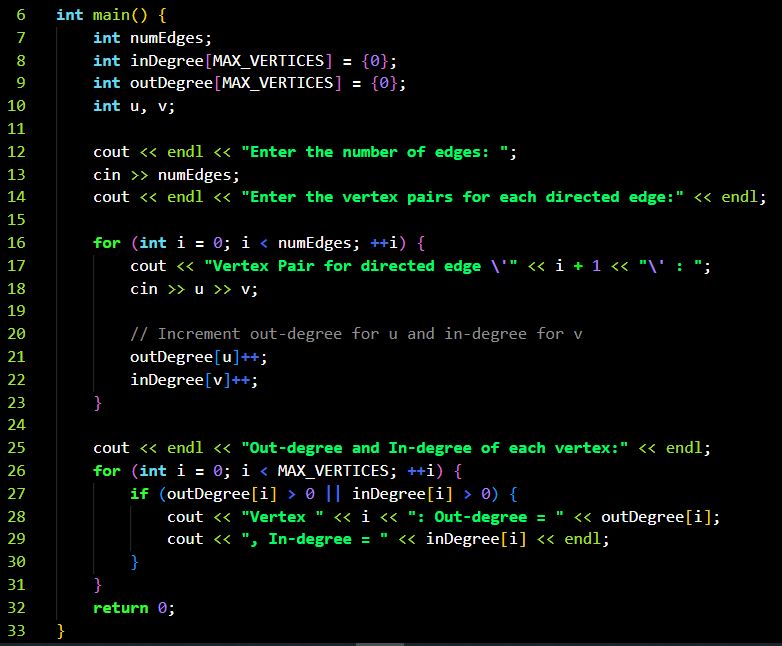 6 int main() {
7 int numEdges;
8 int inDegree[MAX_VERTICES] = {0};
9 int outDegree[MAX_VERTICES] = {0};
10 int u, v;
11
12 cout << endl << "Enter the number of edges: ";
13 cin >> numEdges;
14 cout << endl << "Enter the vertex pairs for each directed edge:" << endl;
15
16 for (int i = 0; i < numEdges; ++i) {
17 cout << "Vertex Pair for directed edge \'" << i + 1 << "\' : ";
18 cin >> u >> v;
19
20 // Increment out-degree for u and in-degree for v
21 outDegree[u]++;
22 inDegree[v]++;
23 }
24
25 cout << endl << "Out-degree and In-degree of each vertex:" << endl;
26 for (int i = 0; i < MAX_VERTICES; ++i) {
27 if (outDegree[i] > 0 || inDegree[i] > 0) {
28 cout << "Vertex " << i << ": Out-degree = " << outDegree[i];
29 cout << ", In-degree = " << inDegree[i] << endl;
30 }
31 }
32 return 0;
33 }